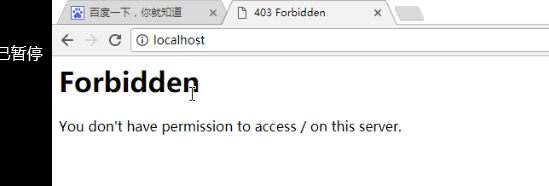 百度一下，你就知道
403 Forbidden
localhost
已暂停
Forbidden
You don't have permission to access / on this server.